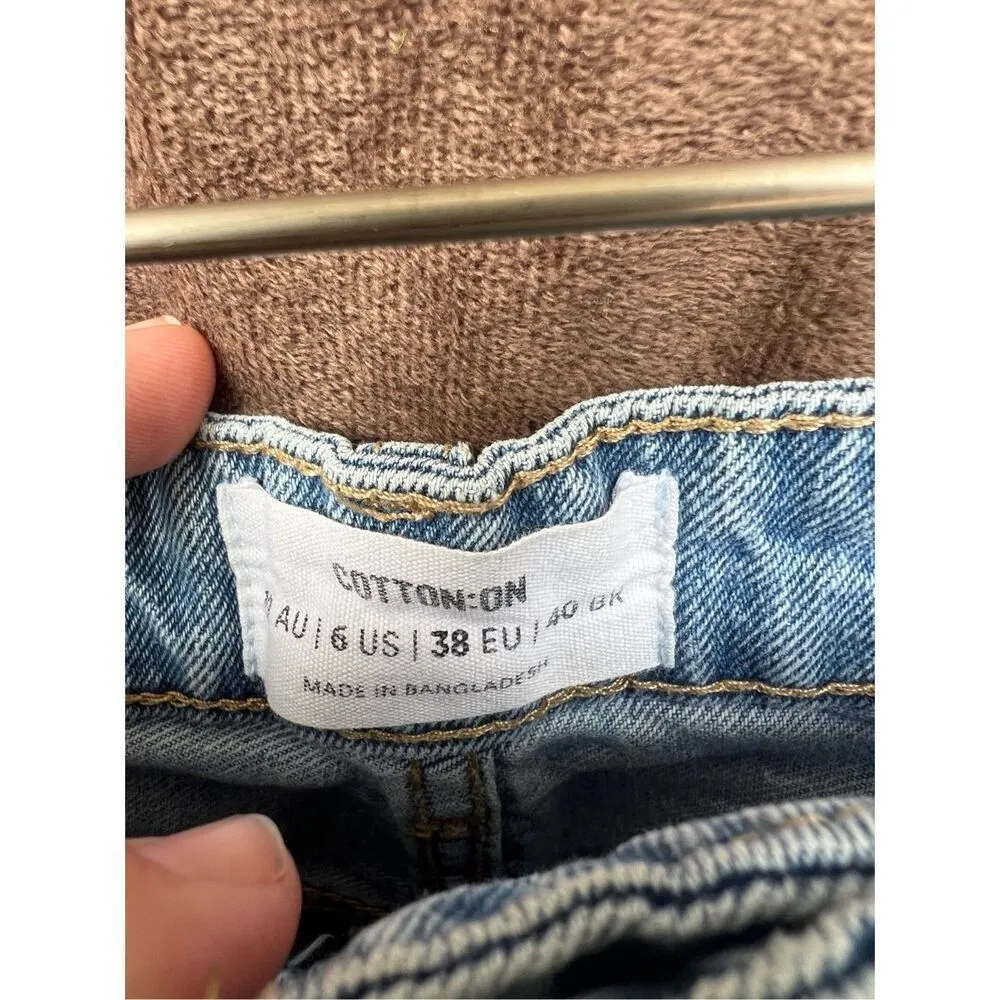 COTTON:ON
AU | 6 US | 38 EU | 40 BR
MADE IN BANGLADESH